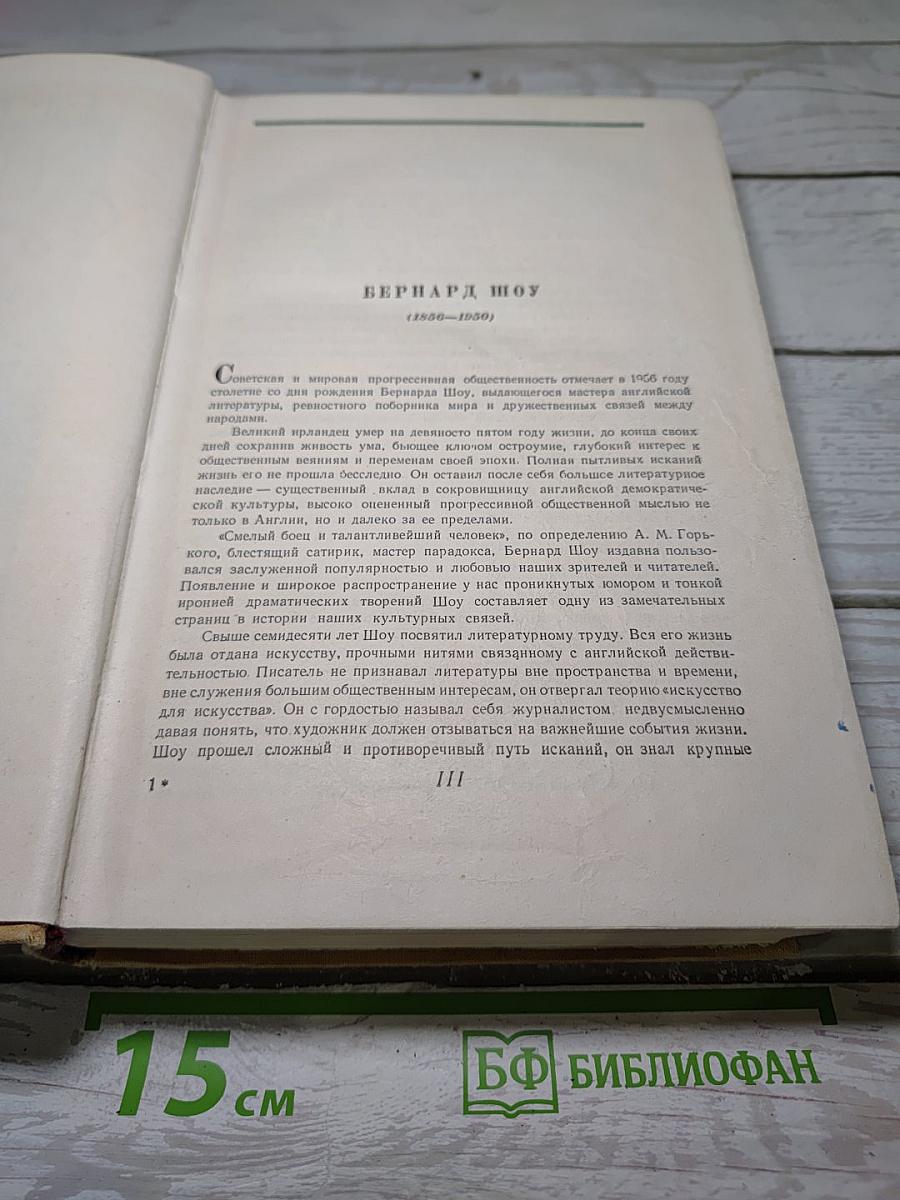 БЕРНАРД ШОУ
(1856—1950)
Советская и мировая прогрессивная общественность отмечает в 1956 году
столетие со дня рождения Бернарда Шоу, выдающегося мастера английской
литературы, ревностного поборника мира и дружественных связей между
народами.
Великий ирландец умер на девяносто пятом году жизни, до конца своих
дней сохранив живость ума, бьющее ключом остроумие, глубокий интерес к
общественным веяниям и переменам своей эпохи. Полная пытливых исканий
жизнь его не прошла бесследно. Он оставил после себя большое литературное
наследие — существенный вклад в сокровищницу английской демократиче-
ской культуры, высоко оцененный прогрессивной общественной мыслью не
только в Англии, но и далеко за ее пределами.
«Смелый боец и талантливейший человек», по определению А. М. Горь-
кого, блестящий сатирик, мастер парадокса, Бернард Шоу издавна пользо-
вался заслуженной популярностью и любовью наших зрителей и читателей.
Появление и широкое распространение у нас проникнутых юмором и тонкой
иронией драматических творений Шоу составляет одну из замечательных
страниц в истории наших культурных связей.
Свыше семидесяти лет Шоу посвятил литературному труду. Вся его жизнь
была отдана искусству, прочными нитями связанному с английской действи-
тельностью. Писатель не признавал литературы вне пространства и времени,
вне служения большим общественным интересам, он отвергал теорию «искусство
для искусства». Он с гордостью называл себя журналистом, недвусмысленно
давая понять, что художник должен отзываться на важнейшие события жизни.
Шоу прошел сложный и противоречивый путь исканий, он знал крупные
1*
III
15 см
БФ БИБЛИОФАН